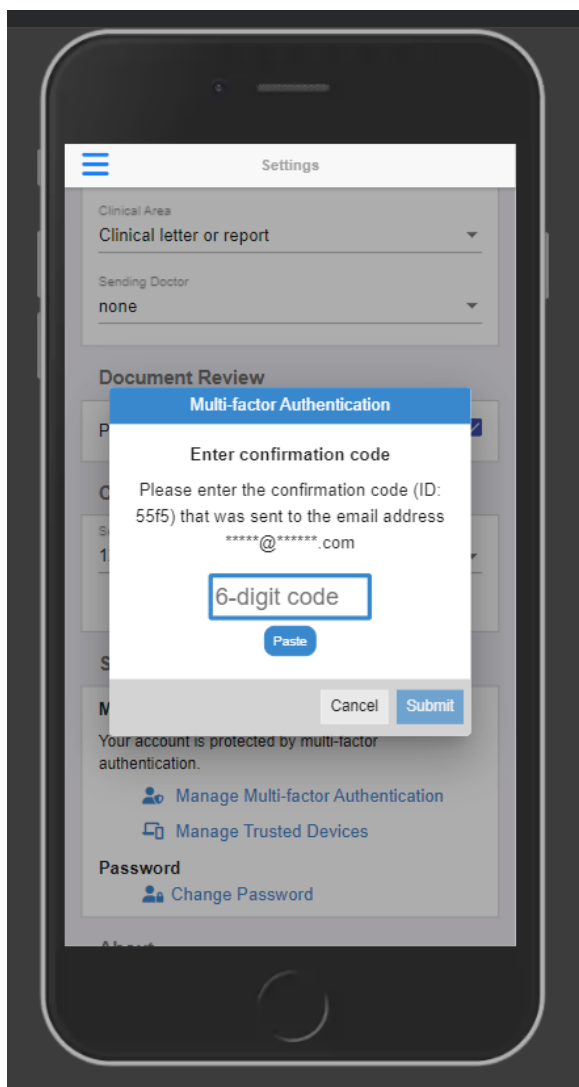 Settings
Clinical Area
Clinical letter or report
Sending Doctor
none
Document Review
Multi-factor Authentication
Enter confirmation code
Please enter the confirmation code (ID:
55f5) that was sent to the email address
*****@******.com
6-digit code
Paste
Cancel
Submit
Your account is protected by multi-factor
authentication.
Manage Multi-factor Authentication
Manage Trusted Devices
Password
Change Password